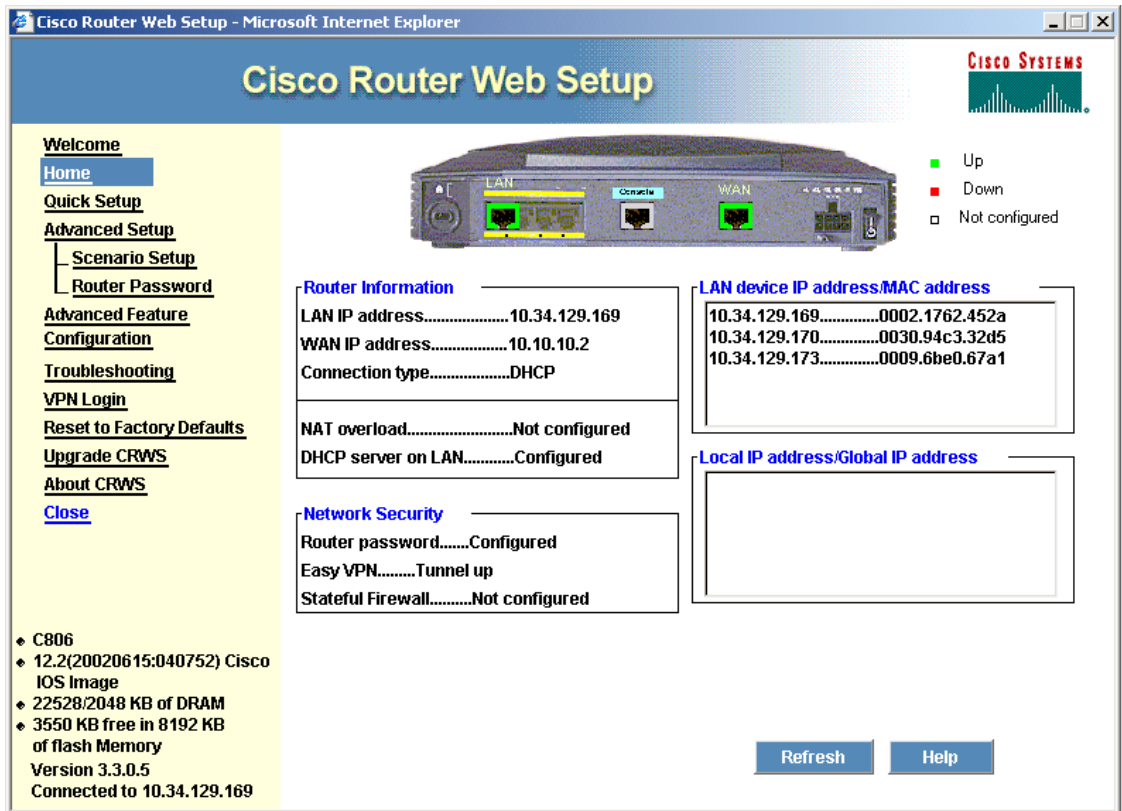 Cisco Router Web Setup - Microsoft Internet Explorer
Cisco Router Web Setup
CISCO SYSTEMS
Welcome
Home
Quick Setup
Advanced Setup
Scenario Setup
Router Password
Advanced Feature
Configuration
Troubleshooting
VPN Login
Reset to Factory Defaults
Upgrade CRWS
About CRWS
Close
C806
12.2(20020615:040752) Cisco
IOS Image
22528/2048 KB of DRAM
3550 KB free in 8192 KB
of flash Memory
Version 3.3.0.5
Connected to 10.34.129.169
LAN
Console
WAN
Up
Down
Not configured
Router Information
LAN IP address....................10.34.129.169
WAN IP address..................10.10.10.2
Connection type...................DHCP
NAT overload.........................Not configured
DHCP server on LAN............Configured
Network Security
Router password.......Configured
Easy VPN.........Tunnel up
Stateful Firewall..........Not configured
LAN device IP address/MAC address
10.34.129.169..............0002.1762.452a
10.34.129.170..............0030.94c3.32d5
10.34.129.173..............0009.6be0.67a1
Local IP address/Global IP address
Refresh
Help